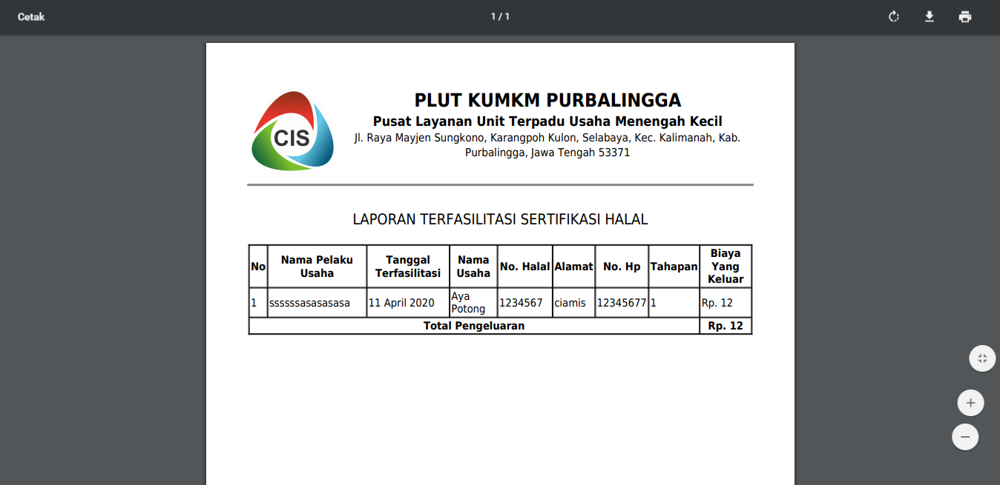 Cetak
1 / 1
CIS
PLUT KUMKM PURBALINGGA
Pusat Layanan Unit Terpadu Usaha Menengah Kecil
Jl. Raya Mayjen Sungkono, Karangpoh Kulon, Selabaya, Kec. Kalimanah, Kab.
Purbalingga, Jawa Tengah 53371
LAPORAN TERFASILITASI SERTIFIKASI HALAL
No Nama Pelaku Usaha Tanggal Terfasilitasi Nama Usaha No. Halal Alamat No. Hp Tahapan Biaya Yang Keluar
1 ssssssasasasasa 11 April 2020 Aya Potong 1234567 ciamis 12345677 1 Rp. 12
Total Pengeluaran Rp. 12